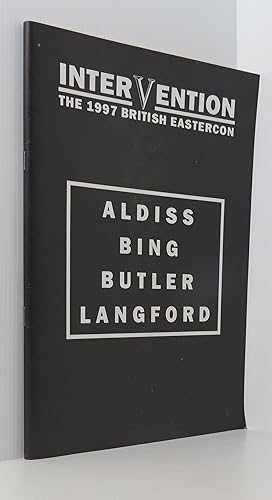 INTERVENTION
THE 1997 BRITISH EASTERCON
ALDISS
BING
BUTLER
LANGFORD